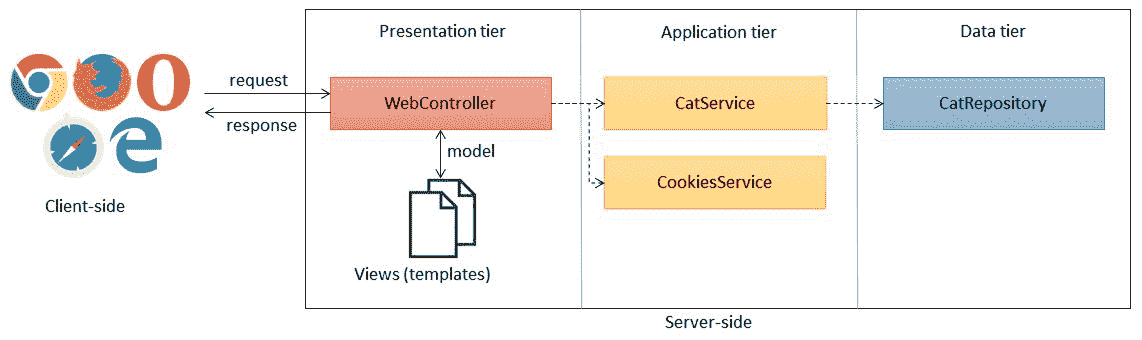 Presentation tier
Application tier
Data tier
request
response
WebController
CatService
CatRepository
model
CookiesService
Client-side
Views (templates)
Server-side